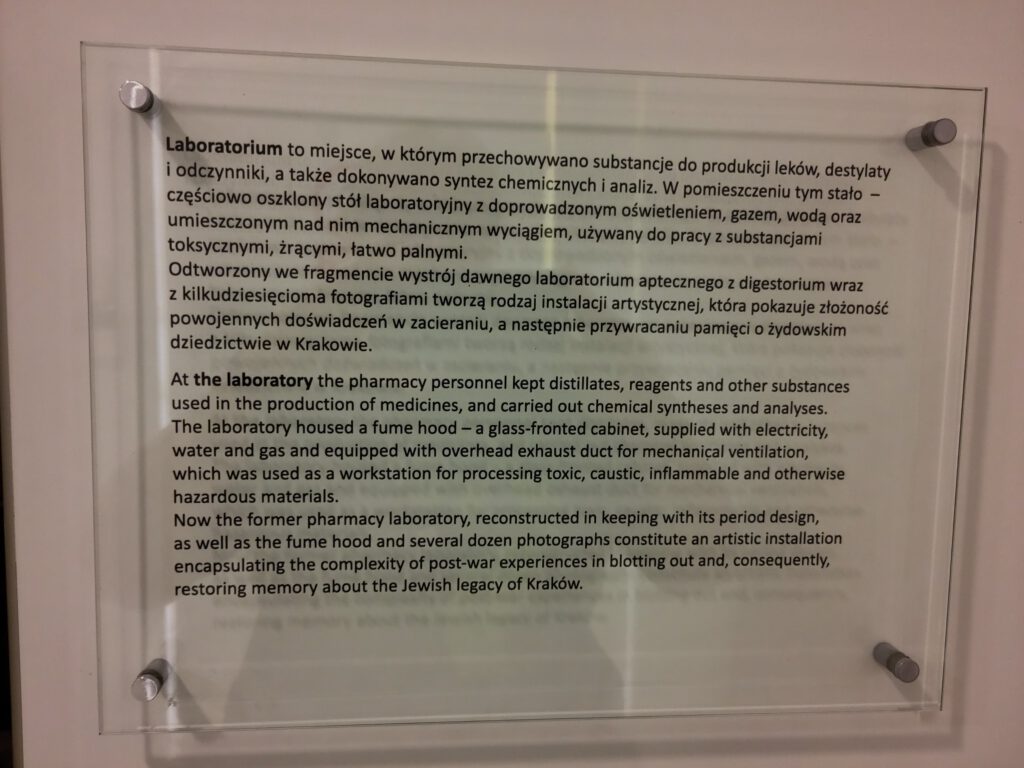 Laboratorium to miejsce, w którym przechowywano substancje do produkcji leków, destylaty
i odczynniki, a także dokonywano syntez chemicznych i analiz. W pomieszczeniu tym stało –
częściowo oszklony stół laboratoryjny z doprowadzonym oświetleniem, gazem, wodą oraz
umieszczonym nad nim mechanicznym wyciągiem, używany do pracy z substancjami
toksycznymi, żrącymi, łatwo palnymi.
Odtworzony we fragmencie wystrój dawnego laboratorium aptecznego z digestorium wraz
z kilkudziesięcioma fotografiami tworzą rodzaj instalacji artystycznej, która pokazuje złożoność
powojennych doświadczeń w zacieraniu, a następnie przywracaniu pamięci o żydowskim
dziedzictwie w Krakowie.
At the laboratory the pharmacy personnel kept distillates, reagents and other substances
used in the production of medicines, and carried out chemical syntheses and analyses.
The laboratory housed a fume hood – a glass-fronted cabinet, supplied with electricity,
water and gas and equipped with overhead exhaust duct for mechanical ventilation,
which was used as a workstation for processing toxic, caustic, inflammable and otherwise
hazardous materials.
Now the former pharmacy laboratory, reconstructed in keeping with its period design,
as well as the fume hood and several dozen photographs constitute an artistic installation
encapsulating the complexity of post-war experiences in blotting out and, consequently,
restoring memory about the Jewish legacy of Kraków.